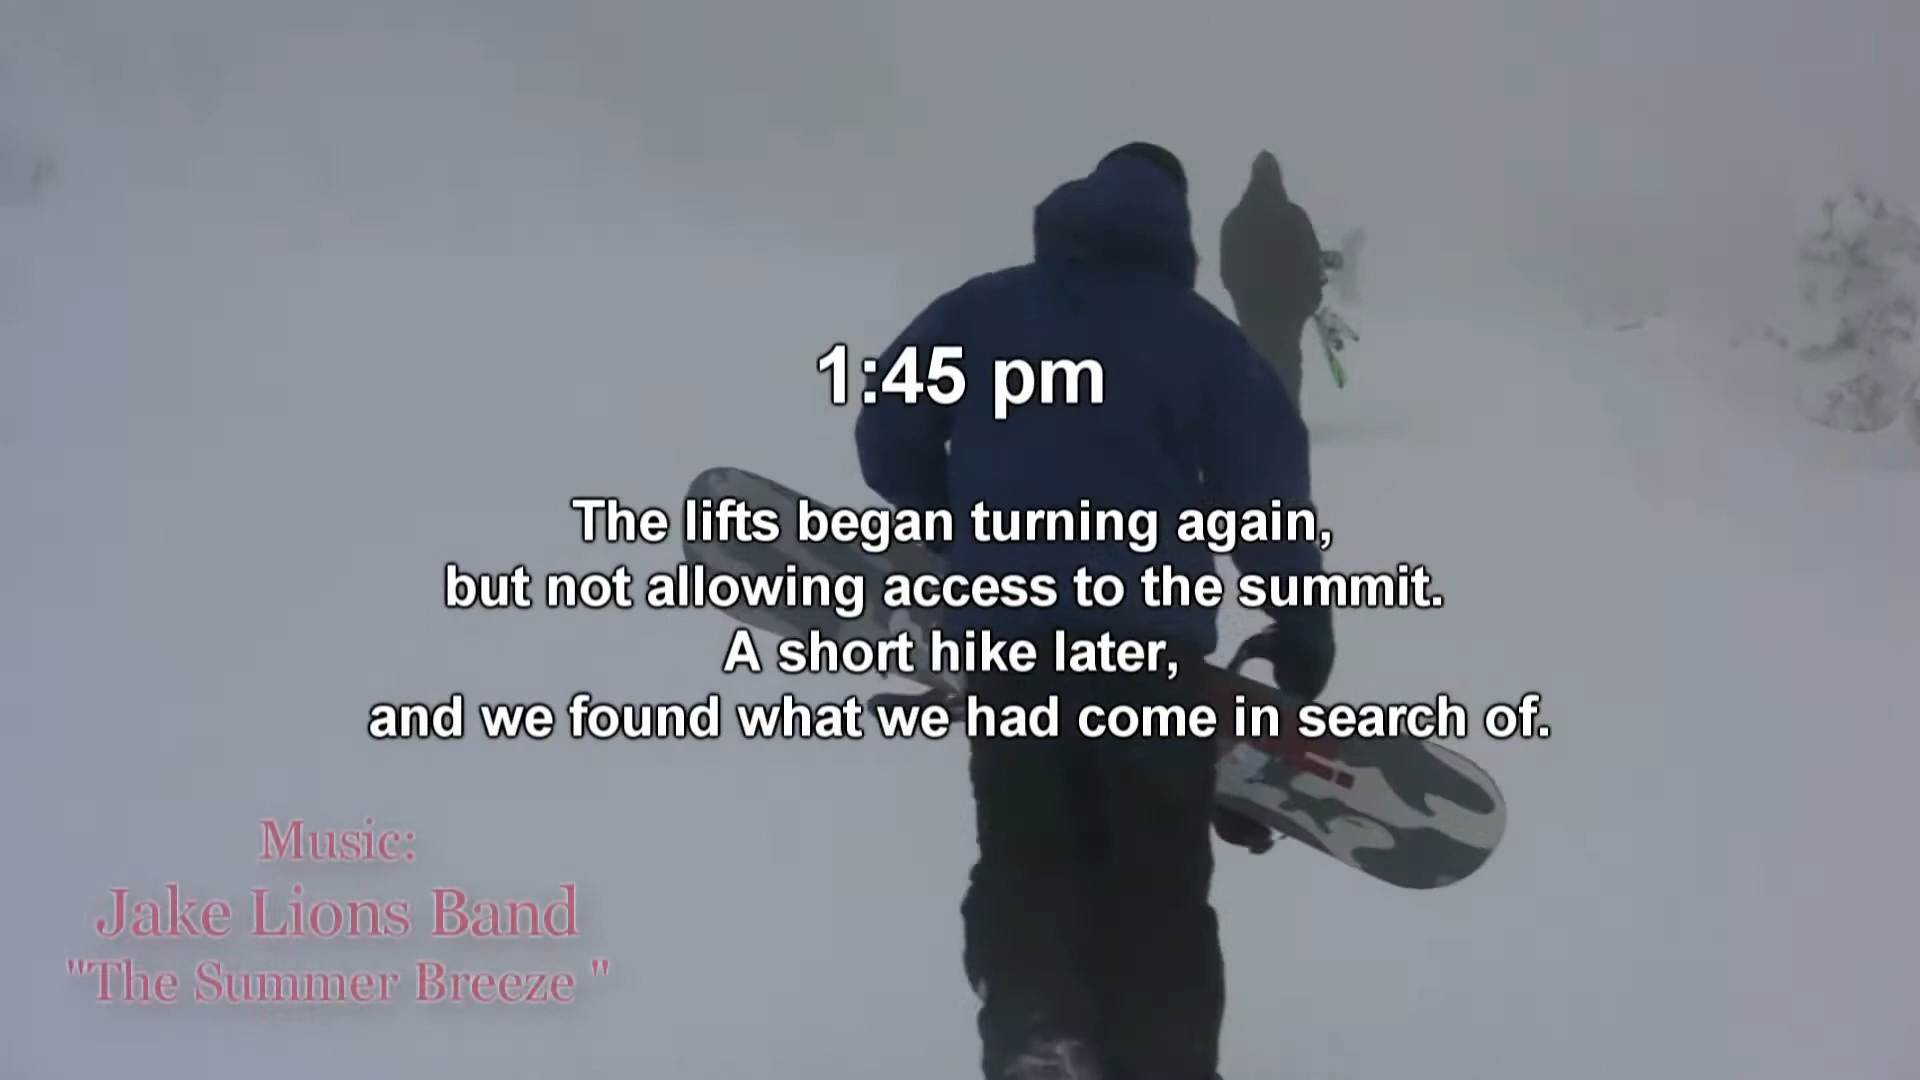 1:45 pm
The lifts began turning again,
but not allowing access to the summit.
A short hike later,
and we found what we had come in search of.
Music:
Jake Lions Band
"The Summer Breeze "